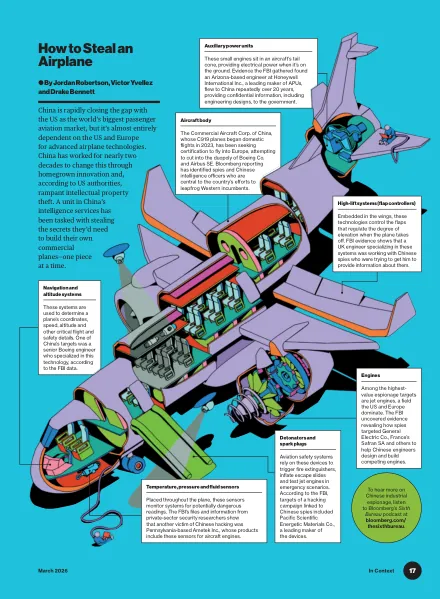 How to Steal an
Airplane
By Jordan Robertson, Victor Yvellez
and Drake Bennett
China is rapidly closing the gap with
the US as the world's biggest passenger
aviation market, but it's almost entirely
dependent on the US and Europe
for advanced airplane technologies.
China has worked for nearly two
decades to change this through
homegrown innovation and,
according to US authorities,
rampant intellectual property
theft. A unit in China's
intelligence services has
been tasked with stealing
the secrets they'd need
to build their own
commercial
planes–one piece
at a time.
Auxiliary power units
These small engines sit in an aircraft's tail
cone, providing electrical power when it's on
the ground. Evidence the FBI gathered found
an Arizona-based engineer at Honeywell
International Inc., a leading maker of APUs,
flew to China repeatedly over 20 years,
providing confidential information, including
engineering designs, to the government.
Aircraft body
The Commercial Aircraft Corp. of China,
whose C919 planes began domestic
flights in 2023, has been seeking
certification to fly into Europe, attempting
to cut into the duopoly of Boeing Co.
and Airbus SE. Bloomberg reporting
has identified spies and Chinese
intelligence officers who are
central to the country's efforts to
leapfrog Western incumbents.
High-lift systems (flap controllers)
Embedded in the wings, these
technologies control the flaps
that regulate the degree of
elevation when the plane takes
off. FBI evidence shows that a
UK engineer specializing in these
systems was working with Chinese
spies who were trying to get him to
provide information about them.
Navigation and
altitude systems
These systems are
used to determine a
plane's coordinates,
speed, altitude and
other critical flight and
safety details. One of
China's targets was a
senior Boeing engineer
who specialized in this
technology, according
to the FBI data.
Engines
Among the highest-
value espionage targets
are jet engines, a field
the US and Europe
dominate. The FBI
uncovered evidence
revealing how spies
targeted General
Electric Co., France's
Safran SA and others to
help Chinese engineers
design and build
competing engines.
Detonators and
spark plugs
Aviation safety systems
rely on these devices to
trigger fire extinguishers,
inflate escape slides
and test jet engines in
emergency scenarios.
According to the FBI,
targets of a hacking
campaign linked to
Chinese spies included
Pacific Scientific
Energetic Materials Co.,
a leading maker of
the devices.
Temperature, pressure and fluid sensors
Placed throughout the plane, these sensors
monitor systems for potentially dangerous
readings. The FBI's files and information from
private-sector security researchers show
that another victim of Chinese hacking was
Pennsylvania-based Ametek Inc., whose products
include these sensors for aircraft engines.
To hear more on
Chinese industrial
espionage, listen
to Bloomberg's Sixth
Bureau podcast at
bloomberg.com/
thesixthbureau.
March 2026
In Context
17